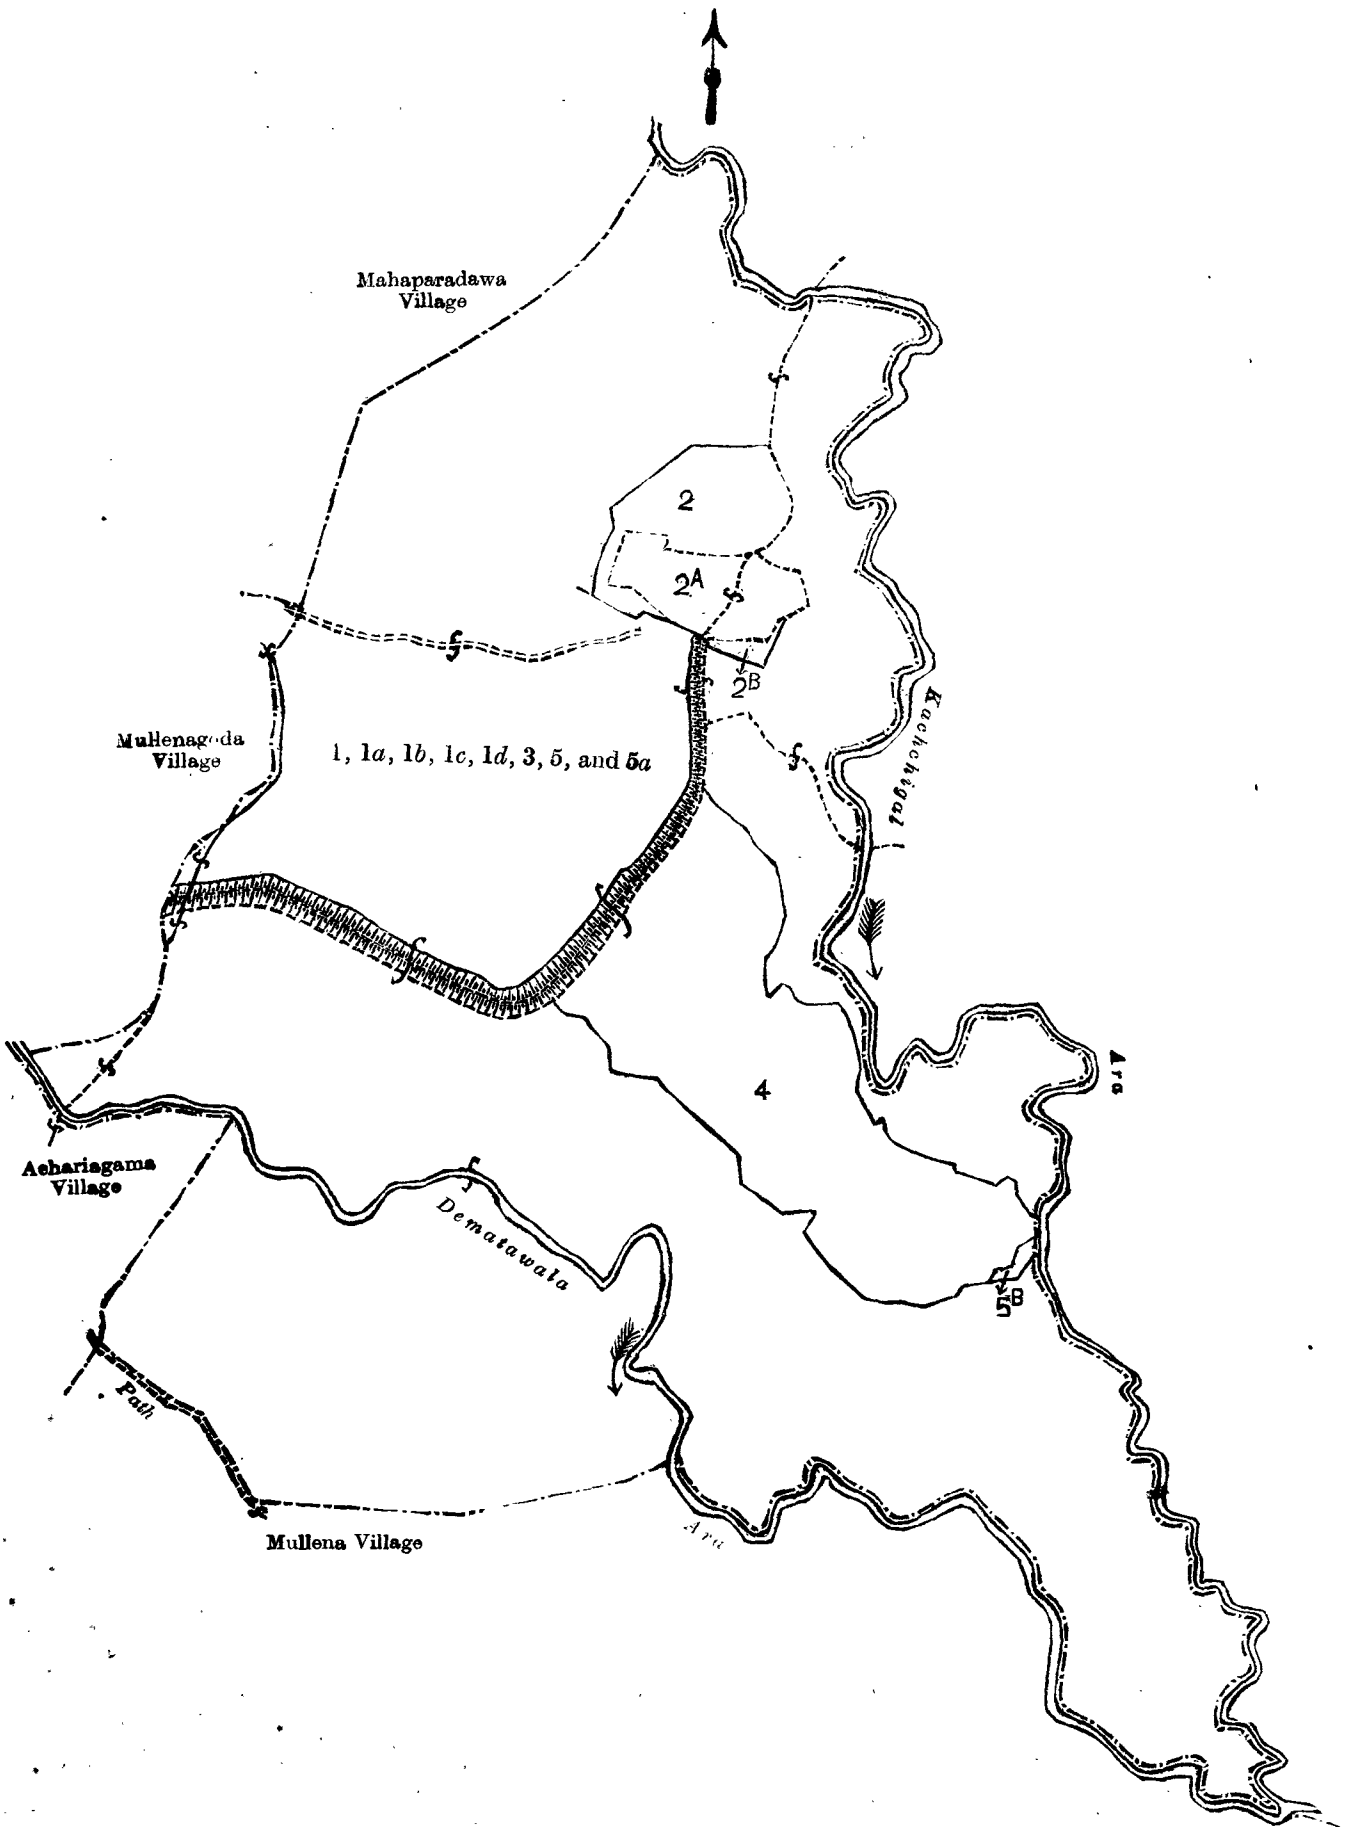 Mahaparadawa
Village
2
2A
2B
Mullenagoda
Village
1, 1a, 1b, 1c, 1d, 3, 5, and 5a
Kachchigal
Ara
4
Achariagama
Village
Dematawala
5B
Path
Ara
Mullena Village